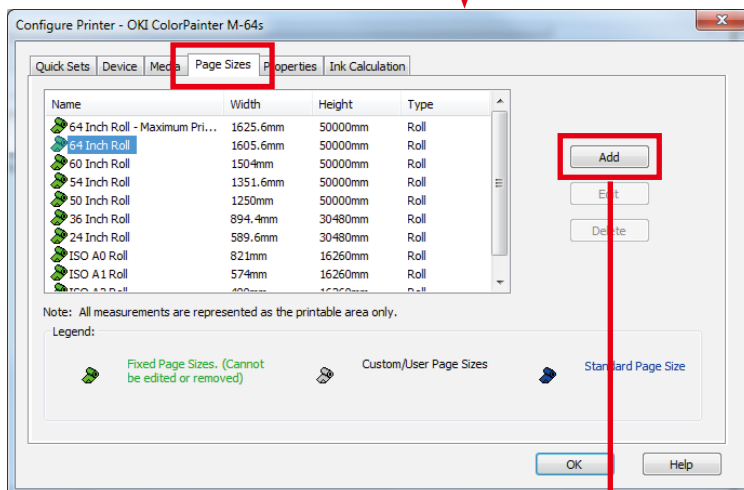 Configure Printer - OKI ColorPainter M-64s
Quick Sets Device Media Page Sizes Properties Ink Calculation
Name Width Height Type
64 Inch Roll - Maximum Pri... 1625.6mm 50000mm Roll
64 Inch Roll 1605.6mm 50000mm Roll
60 Inch Roll 1504mm 50000mm Roll
54 Inch Roll 1351.6mm 50000mm Roll
50 Inch Roll 1250mm 50000mm Roll
36 Inch Roll 894.4mm 30480mm Roll
24 Inch Roll 589.6mm 30480mm Roll
ISO A0 Roll 821mm 16260mm Roll
ISO A1 Roll 574mm 16260mm Roll
Add
Edit
Delete
Note: All measurements are represented as the printable area only.
Legend:
Fixed Page Sizes. (Cannot
be edited or removed)
Custom/User Page Sizes
Standard Page Size
OK Help